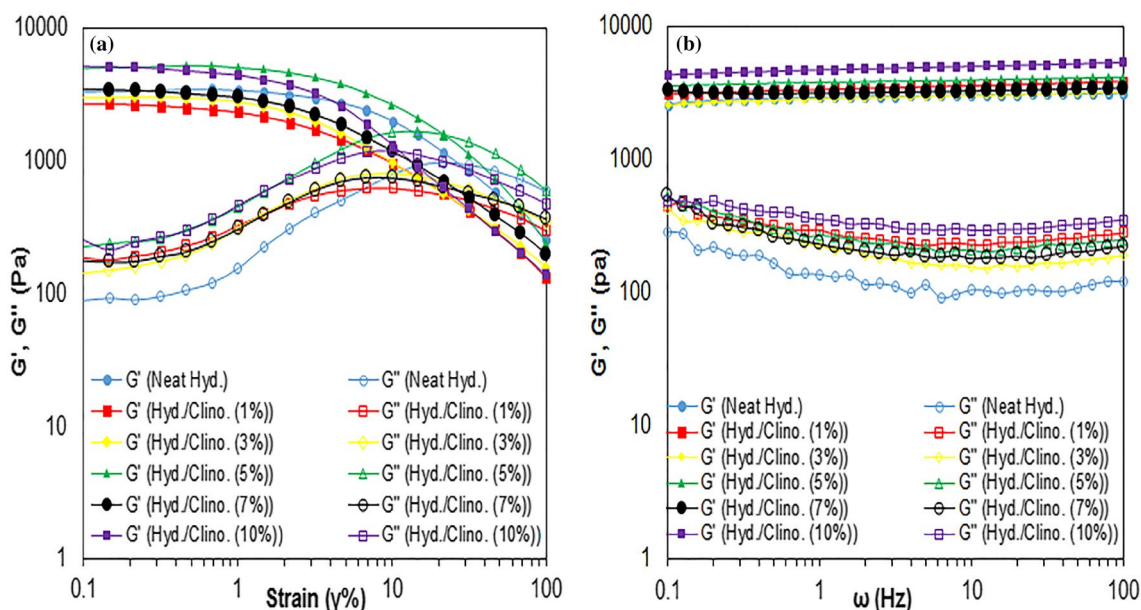 (a)
10000
1000
100
10
1
G', G" (Pa)
G' (Neat Hyd.) G" (Neat Hyd.)
G' (Hyd./Clino. (1%)) G" (Hyd./Clino. (1%))
G' (Hyd./Clino. (3%)) G" (Hyd./Clino. (3%))
G' (Hyd./Clino. (5%)) G" (Hyd./Clino. (5%))
G' (Hyd./Clino. (7%)) G" (Hyd./Clino. (7%))
G' (Hyd./Clino. (10%)) G" (Hyd./Clino. (10%))
0.1 1 10 100
Strain (γ%)
(b)
10000
1000
100
10
1
G', G" (pa)
G' (Neat Hyd.) G" (Neat Hyd.)
G' (Hyd./Clino. (1%)) G" (Hyd./Clino. (1%))
G' (Hyd./Clino. (3%)) G" (Hyd./Clino. (3%))
G' (Hyd./Clino. (5%)) G" (Hyd./Clino. (5%))
G' (Hyd./Clino. (7%)) G" (Hyd./Clino. (7%))
G' (Hyd./Clino. (10%)) G" (Hyd./Clino. (10%))
0.1 1 10 100
ω (Hz)